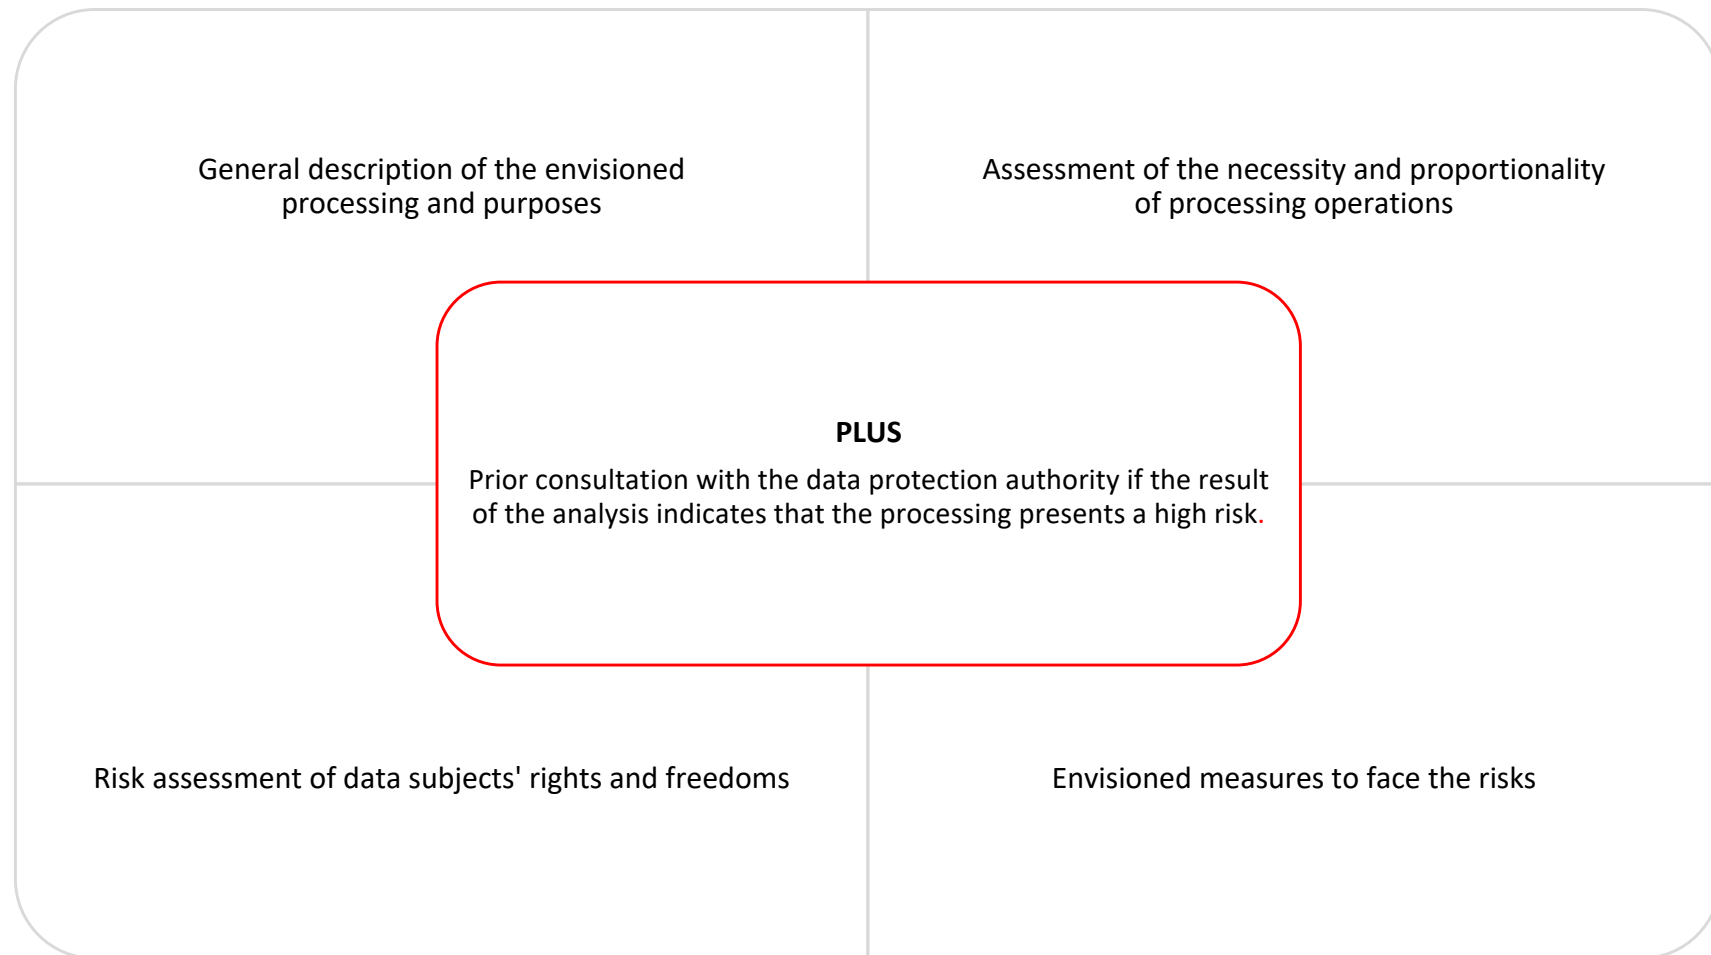 General description of the envisioned
processing and purposes
Assessment of the necessity and proportionality
of processing operations
PLUS
Prior consultation with the data protection authority if the result
of the analysis indicates that the processing presents a high risk.
Risk assessment of data subjects' rights and freedoms
Envisioned measures to face the risks